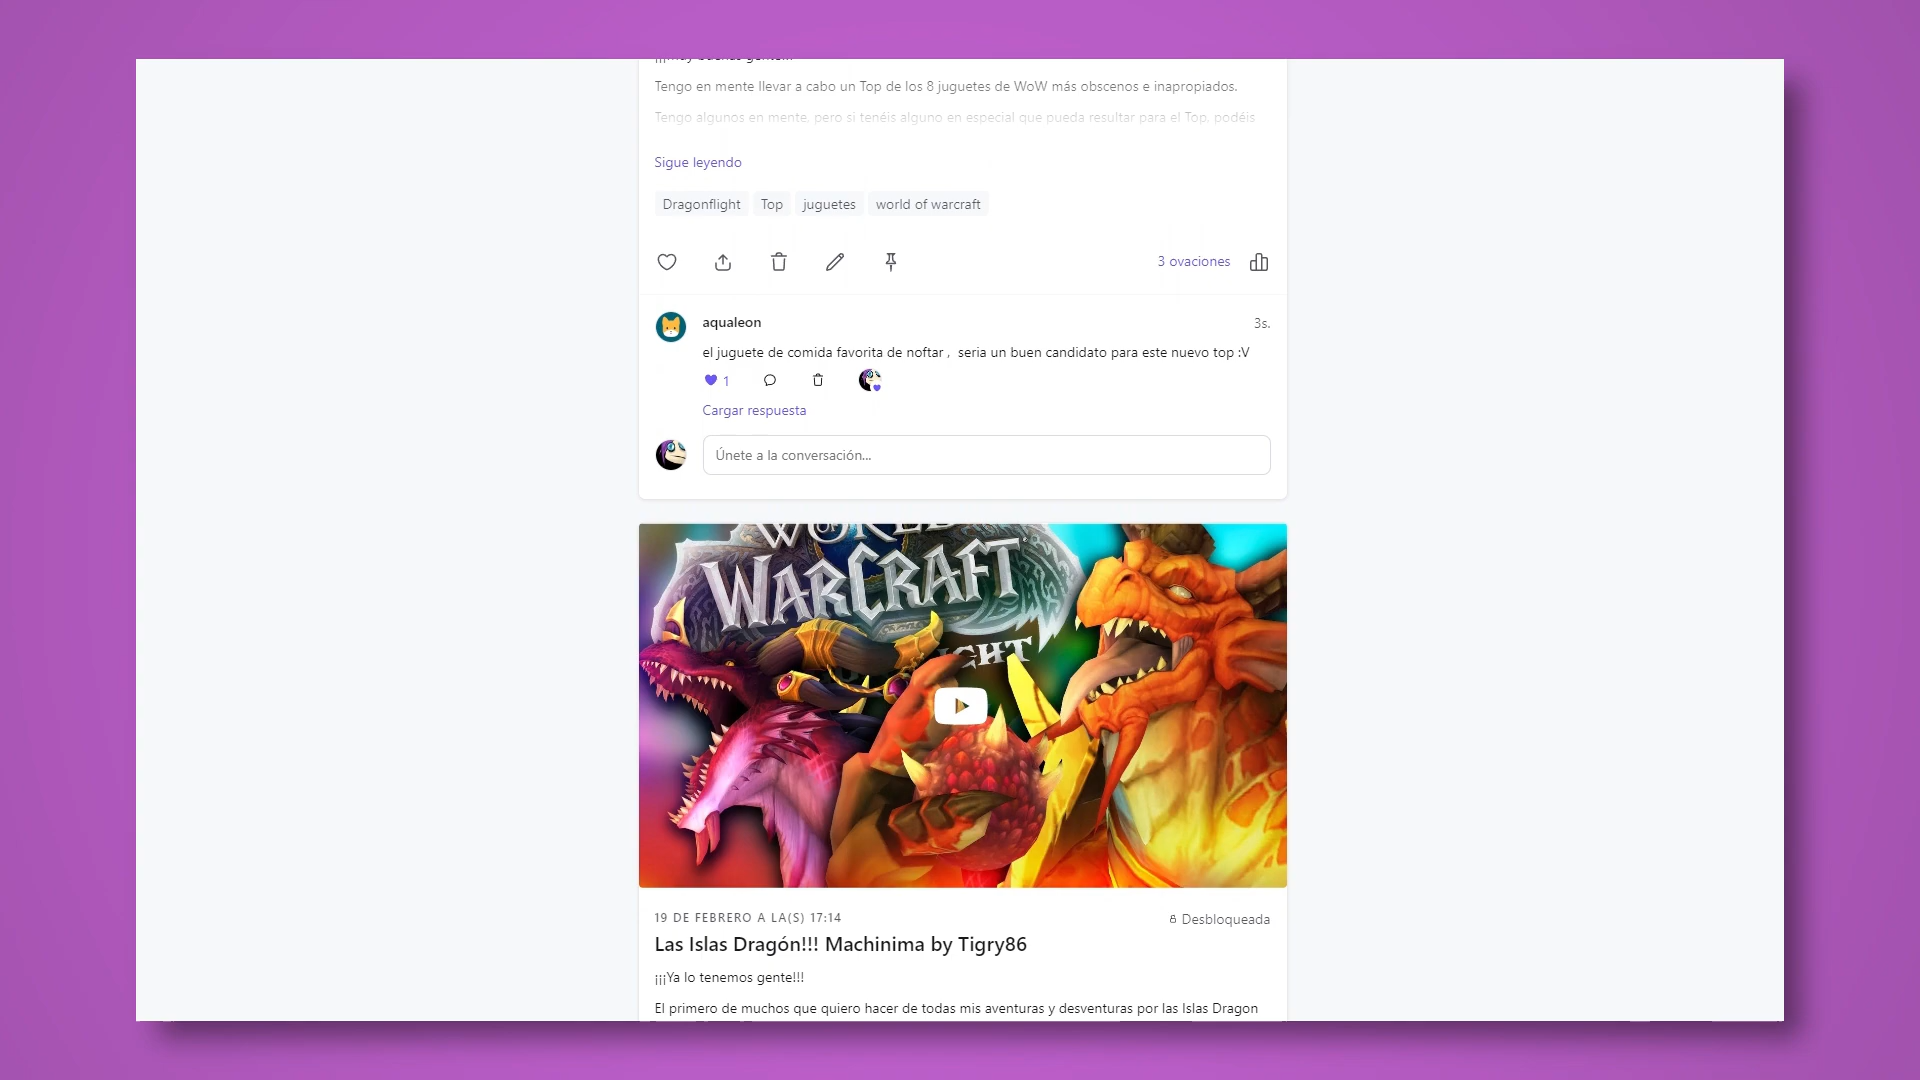 Tengo en mente llevar a cabo un Top de los 8 juguetes de WoW más obscenos e inapropiados.
Tengo algunos en mente, pero si tenéis alguno en especial que pueda resultar para el Top, podéis
Sigue leyendo
Dragonflight Top juguetes world of warcraft
3 ovaciones
aqualeon 3s.
el juguete de comida favorita de noftar , seria un buen candidato para este nuevo top :V
1
Cargar respuesta
Únete a la conversación...
WORLD OF
WARCRAFT
GHT
19 DE FEBRERO A LA(S) 17:14 Desbloqueada
Las Islas Dragón!!! Machinima by Tigry86
¡¡¡Ya lo tenemos gente!!!
El primero de muchos que quiero hacer de todas mis aventuras y desventuras por las Islas Dragon